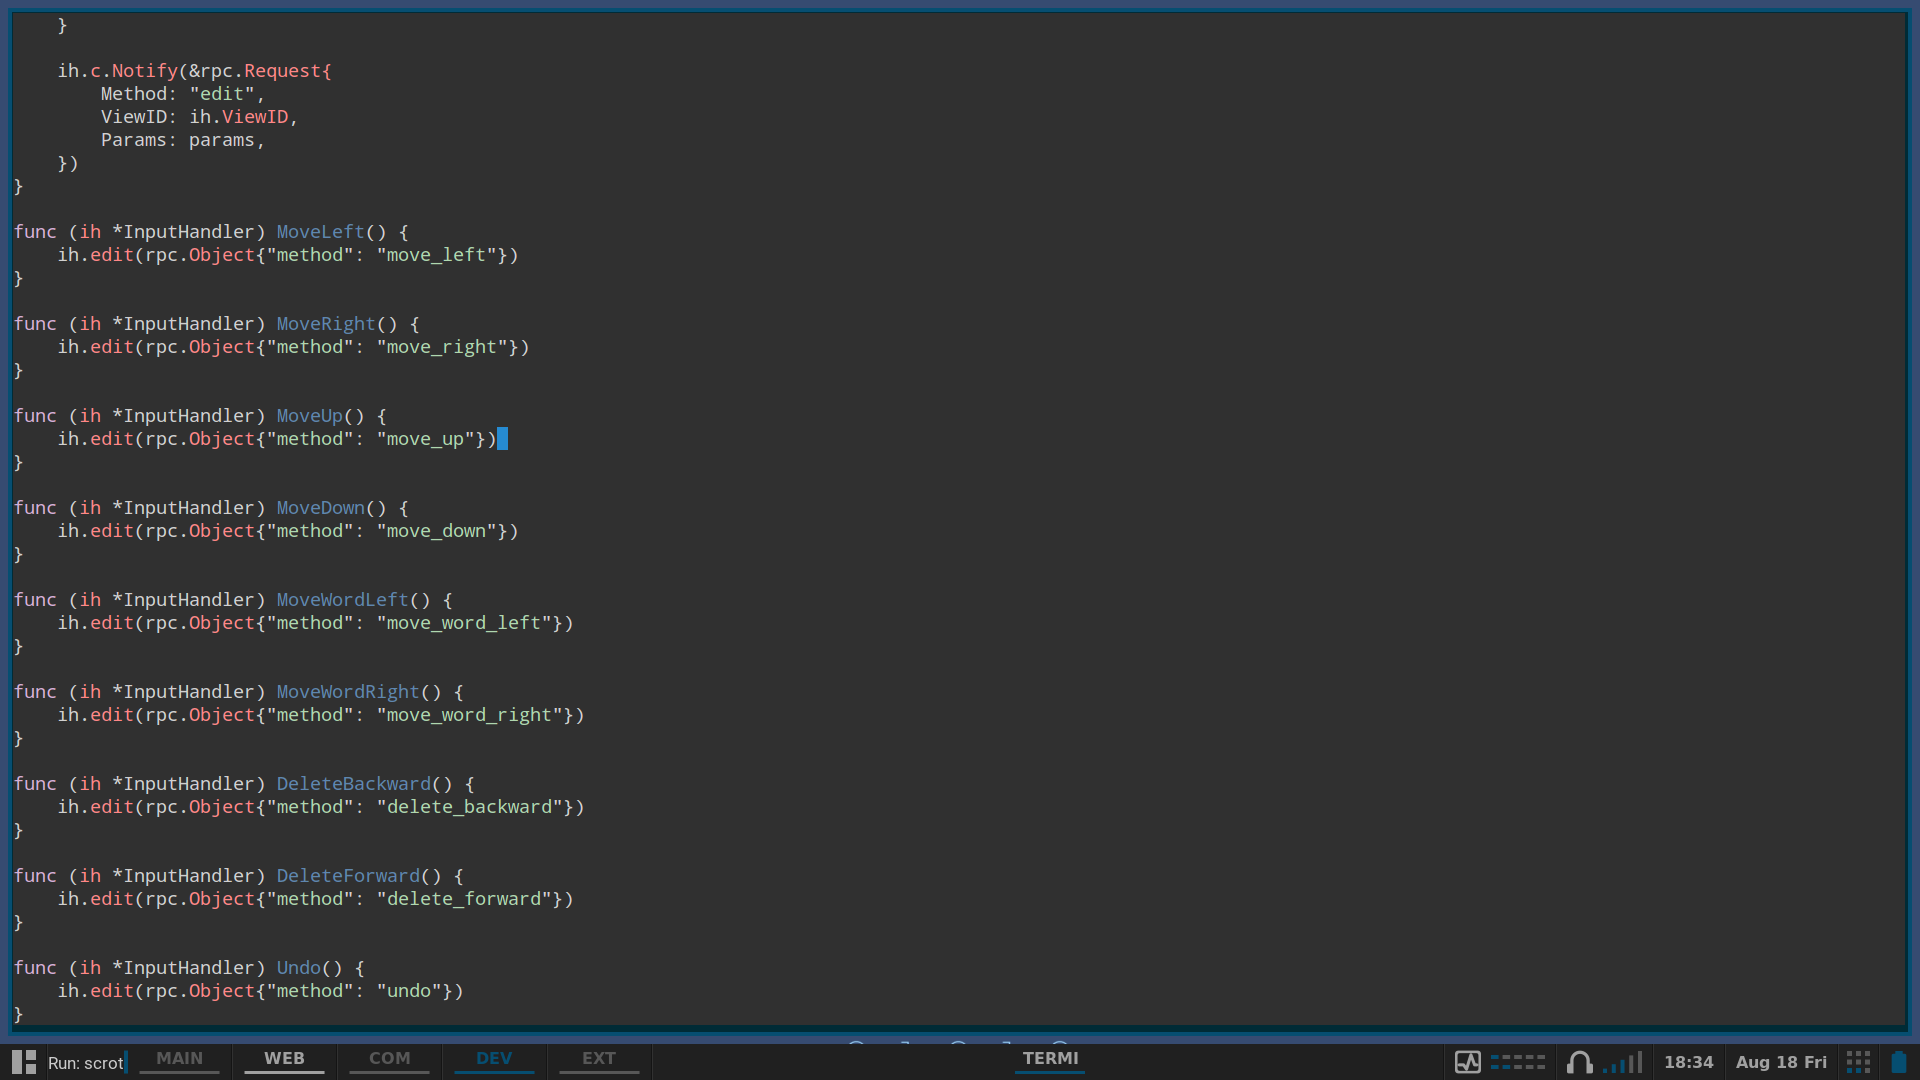 }

    ih.c.Notify(&rpc.Request{
        Method: "edit",
        ViewID: ih.ViewID,
        Params: params,
    })
}

func (ih *InputHandler) MoveLeft() {
    ih.edit(rpc.Object{"method": "move_left"})
}

func (ih *InputHandler) MoveRight() {
    ih.edit(rpc.Object{"method": "move_right"})
}

func (ih *InputHandler) MoveUp() {
    ih.edit(rpc.Object{"method": "move_up"})
}

func (ih *InputHandler) MoveDown() {
    ih.edit(rpc.Object{"method": "move_down"})
}

func (ih *InputHandler) MoveWordLeft() {
    ih.edit(rpc.Object{"method": "move_word_left"})
}

func (ih *InputHandler) MoveWordRight() {
    ih.edit(rpc.Object{"method": "move_word_right"})
}

func (ih *InputHandler) DeleteBackward() {
    ih.edit(rpc.Object{"method": "delete_backward"})
}

func (ih *InputHandler) DeleteForward() {
    ih.edit(rpc.Object{"method": "delete_forward"})
}

func (ih *InputHandler) Undo() {
    ih.edit(rpc.Object{"method": "undo"})
}
Run: scrot MAIN WEB COM DEV EXT TERMI 18:34 Aug 18 Fri